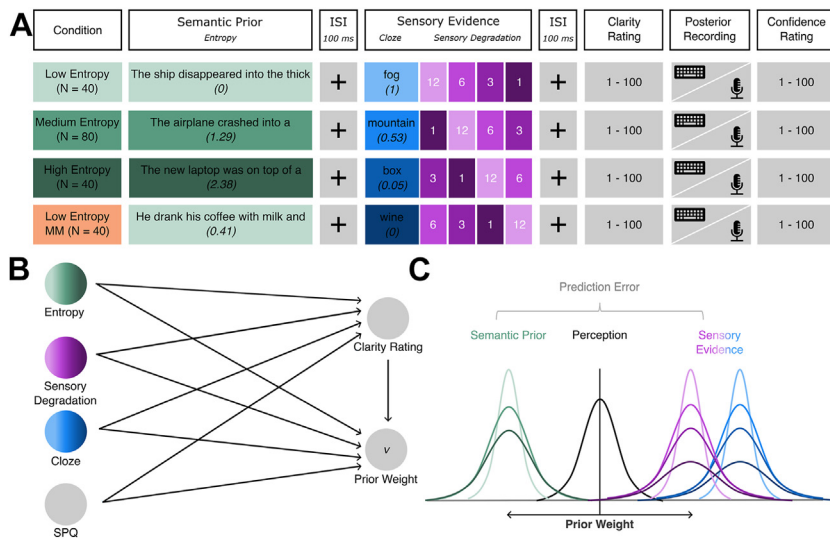 A
Condition
Semantic Prior
Entropy
ISI
100 ms
Sensory Evidence
Cloze Sensory Degradation
ISI
100 ms
Clarity
Rating
Posterior
Recording
Confidence
Rating
Low Entropy
(N = 40)
The ship disappeared into the thick
(0)
+
fog
(1)
12 6 3 1
+
1 - 100
1 - 100
Medium Entropy
(N = 80)
The airplane crashed into a
(1.29)
+
mountain
(0.53)
1 12 6 3
+
1 - 100
1 - 100
High Entropy
(N = 40)
The new laptop was on top of a
(2.38)
+
box
(0.05)
3 1 12 6
+
1 - 100
1 - 100
Low Entropy
MM (N = 40)
He drank his coffee with milk and
(0.41)
+
wine
(0)
6 3 1 12
+
1 - 100
1 - 100
B
Entropy
Sensory
Degradation
Cloze
SPQ
Clarity Rating
v
Prior Weight
C
Prediction Error
Semantic Prior
Perception
Sensory
Evidence
Prior Weight